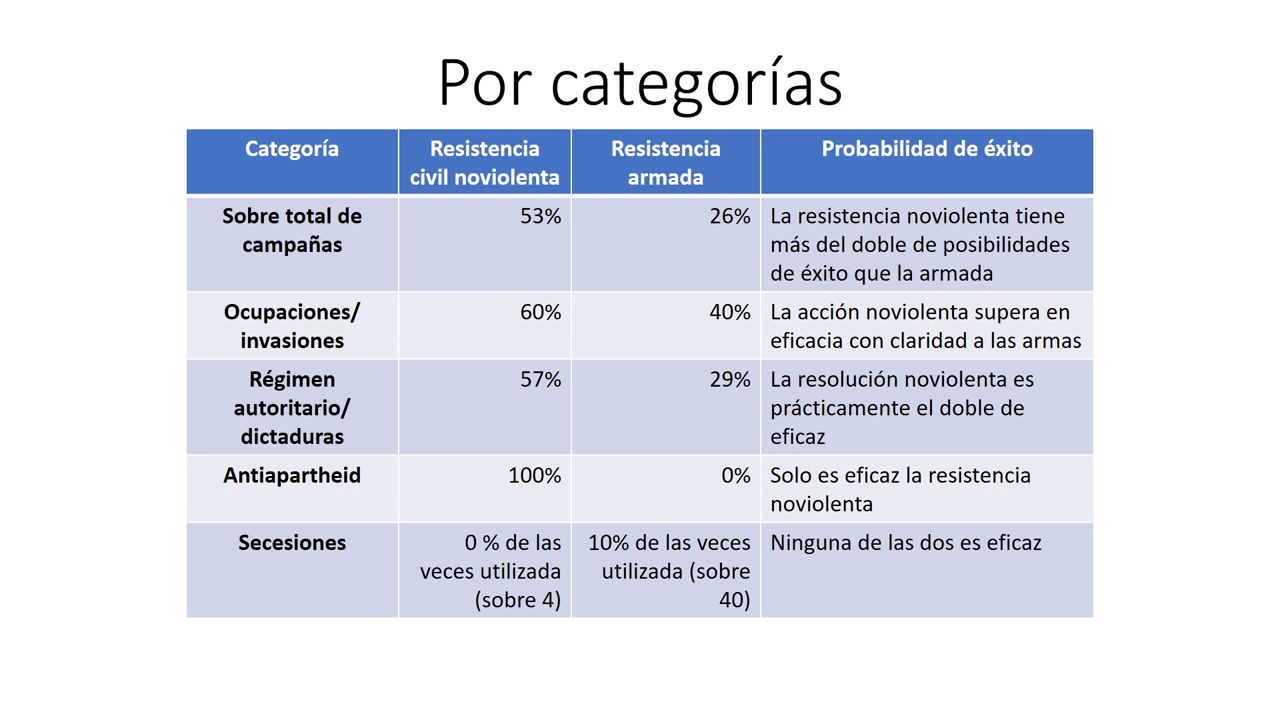 Por categorías
Categoría
Resistencia
civil noviolenta
Resistencia
armada
Probabilidad de éxito
Sobre total de
campañas
53%
26%
La resistencia noviolenta tiene
más del doble de posibilidades
de éxito que la armada
Ocupaciones/
invasiones
60%
40%
La acción noviolenta supera en
eficacia con claridad a las armas
Régimen
autoritario/
dictaduras
57%
29%
La resolución noviolenta es
prácticamente el doble de
eficaz
Antiapartheid
100%
0%
Solo es eficaz la resistencia
noviolenta
Secesiones
0 % de las
veces utilizada
(sobre 4)
10% de las veces
utilizada (sobre
40)
Ninguna de las dos es eficaz